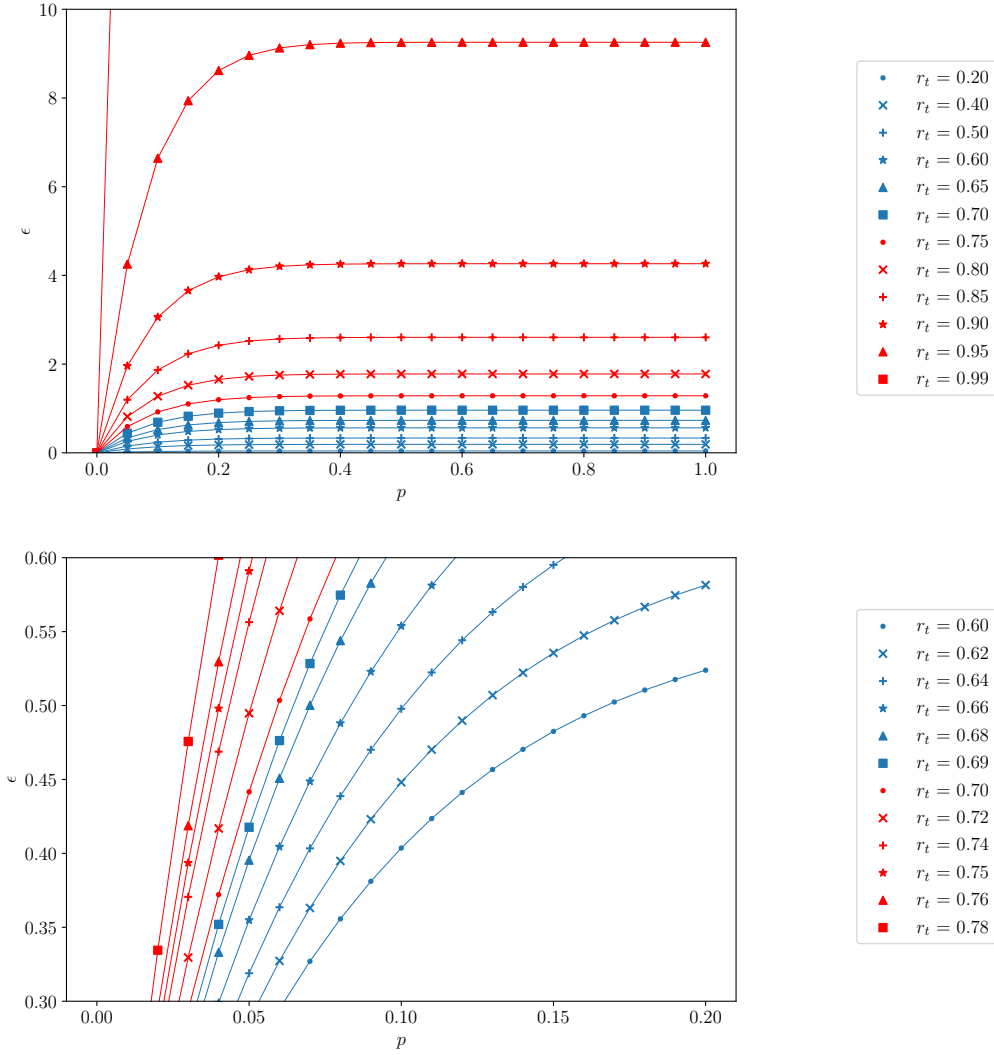 10
8
6
4
2
0
ϵ
0.0 0.2 0.4 0.6 0.8 1.0
p
r_t = 0.20
r_t = 0.40
r_t = 0.50
r_t = 0.60
r_t = 0.65
r_t = 0.70
r_t = 0.75
r_t = 0.80
r_t = 0.85
r_t = 0.90
r_t = 0.95
r_t = 0.99
0.60
0.55
0.50
0.45
0.40
0.35
0.30
ϵ
0.00 0.05 0.10 0.15 0.20
p
r_t = 0.60
r_t = 0.62
r_t = 0.64
r_t = 0.66
r_t = 0.68
r_t = 0.69
r_t = 0.70
r_t = 0.72
r_t = 0.74
r_t = 0.75
r_t = 0.76
r_t = 0.78